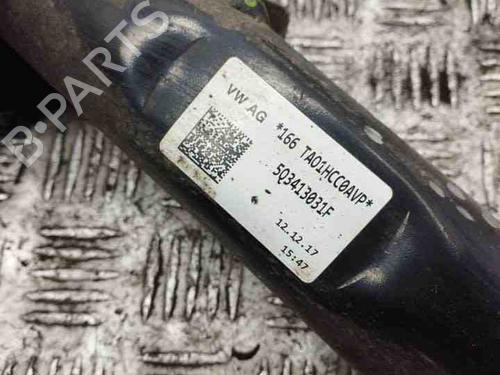 VW AG
*166 TA01HCC0AVP*
5Q3413031F
12.12.17
15:47
B-Parts